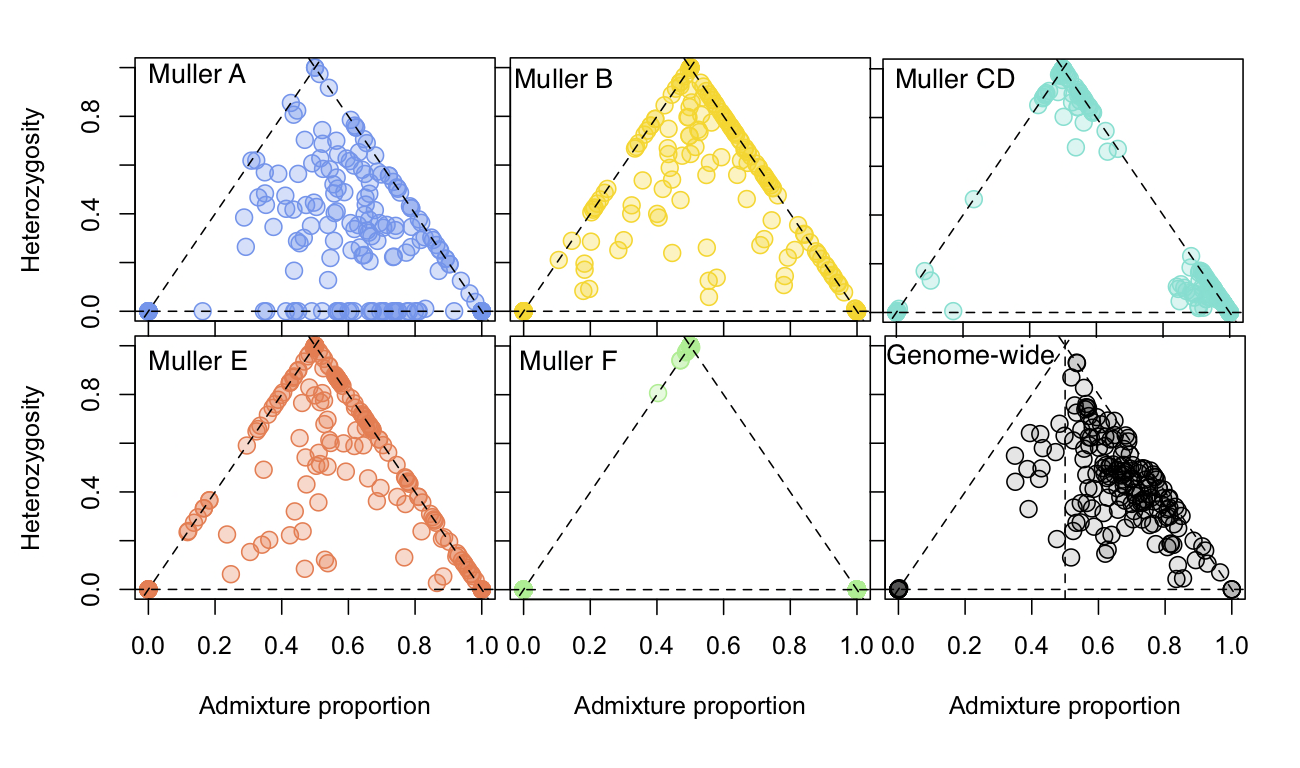 Muller A
Muller B
Muller CD
Heterozygosity
0.0 0.4 0.8
Muller E
Muller F
Genome-wide
Heterozygosity
0.0 0.4 0.8
0.0 0.2 0.4 0.6 0.8 1.0
0.0 0.2 0.4 0.6 0.8 1.0
0.0 0.2 0.4 0.6 0.8 1.0
Admixture proportion
Admixture proportion
Admixture proportion